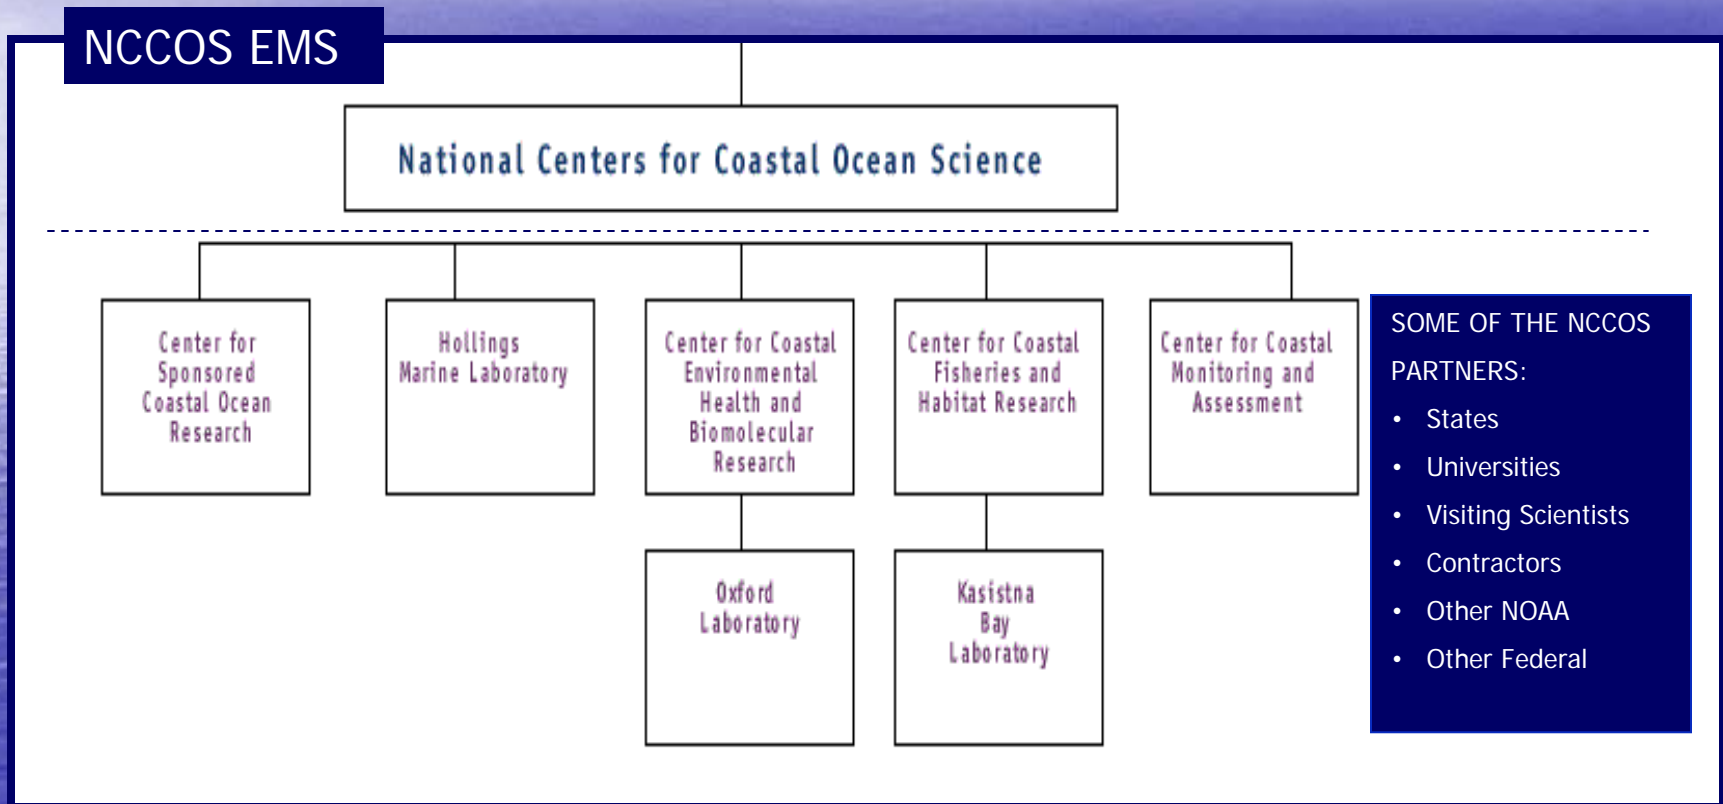 NCCOS EMS
National Centers for Coastal Ocean Science
Center for
Sponsored
Coastal Ocean
Research
Hollings
Marine Laboratory
Center for Coastal
Environmental
Health and
Biomolecular
Research
Center for Coastal
Fisheries and
Habitat Research
Center for Coastal
Monitoring and
Assessment
Oxford
Laboratory
Kasistna
Bay
Laboratory
SOME OF THE NCCOS
PARTNERS:
• States
• Universities
• Visiting Scientists
• Contractors
• Other NOAA
• Other Federal